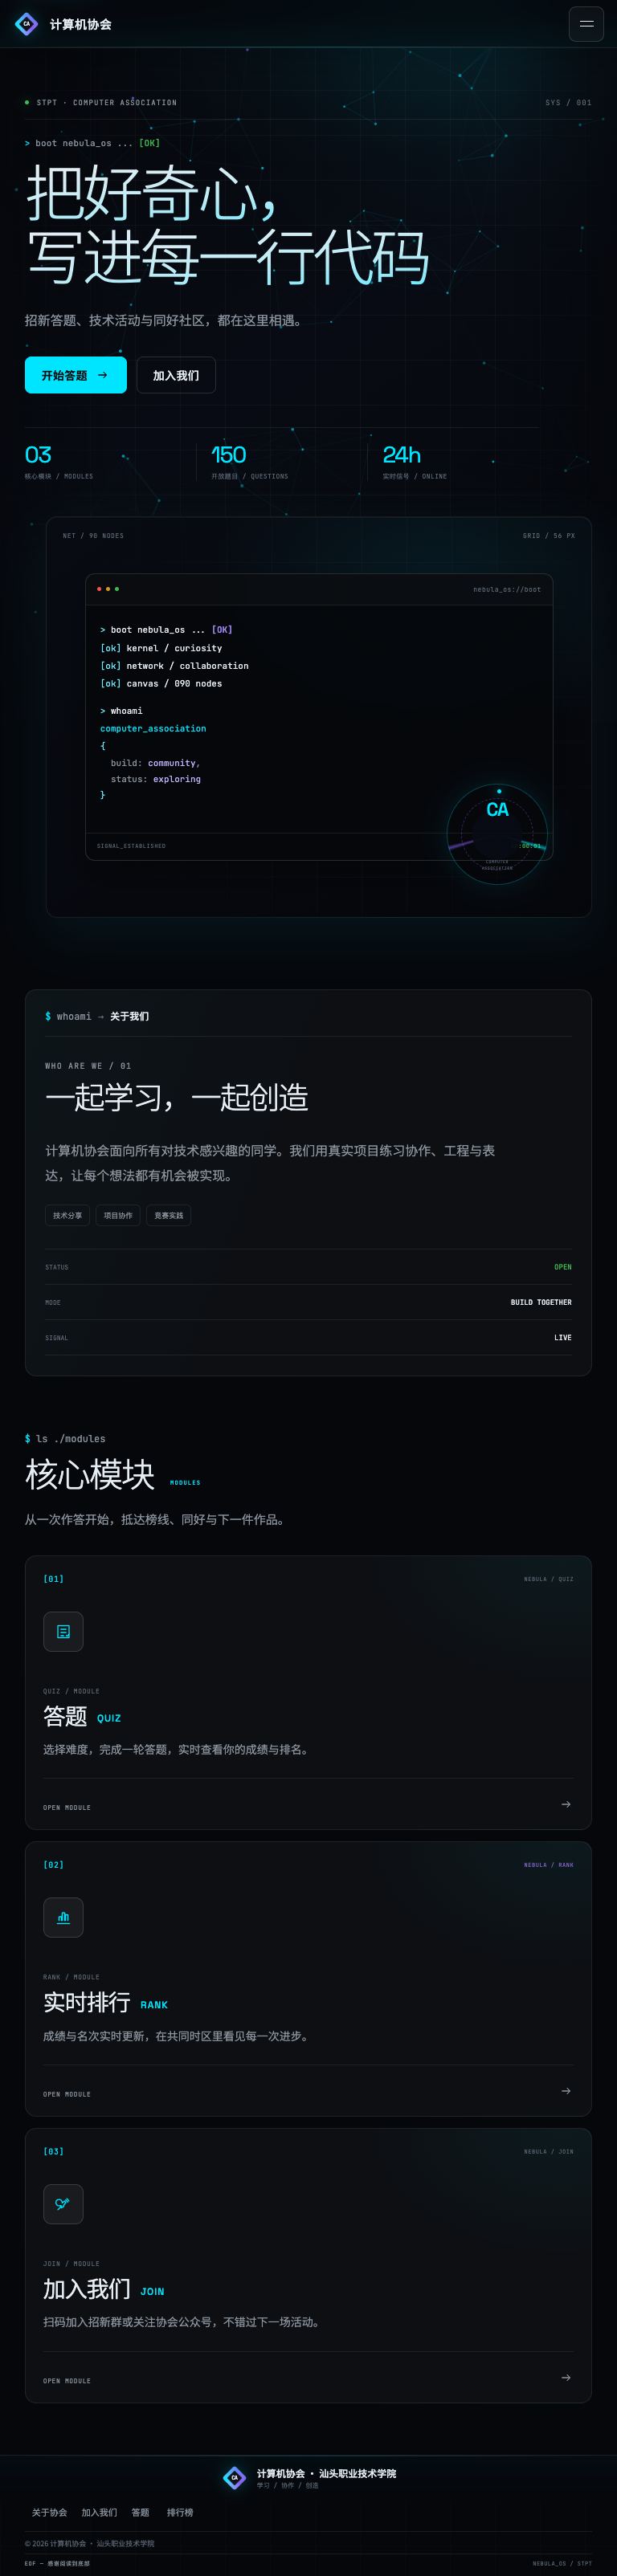 CA 计算机协会
STPT · COMPUTER ASSOCIATION
SYS / 001
> boot nebula_os ... [OK]
把好奇心，
写进每一行代码
招新答题、技术活动与同好社区，都在这里相遇。
开始答题 →
加入我们
03
核心模块 / MODULES
150
开放题目 / QUESTIONS
24h
实时信号 / ONLINE
NET / 90 NODES
GRID / 56 PX
nebula_os://boot
> boot nebula_os ... [OK]
[ok] kernel / curiosity
[ok] network / collaboration
[ok] canvas / 090 nodes
> whoami
computer_association
{
build: community,
status: exploring
}
CA
COMPUTER
ASSOCIATION
SIGNAL_ESTABLISHED
$ whoami → 关于我们
WHO ARE WE / 01
一起学习，一起创造
计算机协会面向所有对技术感兴趣的同学。我们用真实项目练习协作、工程与表
达，让每个想法都有机会被实现。
技术分享
项目协作
竞赛实践
STATUS
OPEN
MODE
BUILD TOGETHER
SIGNAL
LIVE
$ ls ./modules
核心模块 MODULES
从一次作答开始，抵达榜线、同好与下一件作品。
[01]
NEBULA / QUIZ
QUIZ / MODULE
答题 QUIZ
选择难度，完成一轮答题，实时查看你的成绩与排名。
OPEN MODULE →
[02]
NEBULA / RANK
RANK / MODULE
实时排行 RANK
成绩与名次实时更新，在共同时区里看见每一次进步。
OPEN MODULE →
[03]
NEBULA / JOIN
JOIN / MODULE
加入我们 JOIN
扫码加入招新群或关注协会公众号，不错过下一场活动。
OPEN MODULE →
CA 计算机协会 · 汕头职业技术学院
学习 / 协作 / 创造
关于协会 加入我们 答题 排行榜
© 2026 计算机协会 · 汕头职业技术学院
EOF — 感谢阅读到底部
NEBULA_OS / STPT